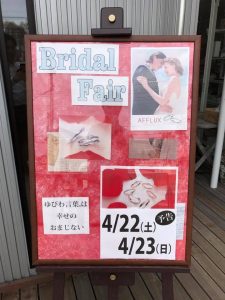 Bridal
Fair
AFFLUX
ゆびわ言葉®は
幸せの
おまじない
4/22(土)
予告
4/23(日)